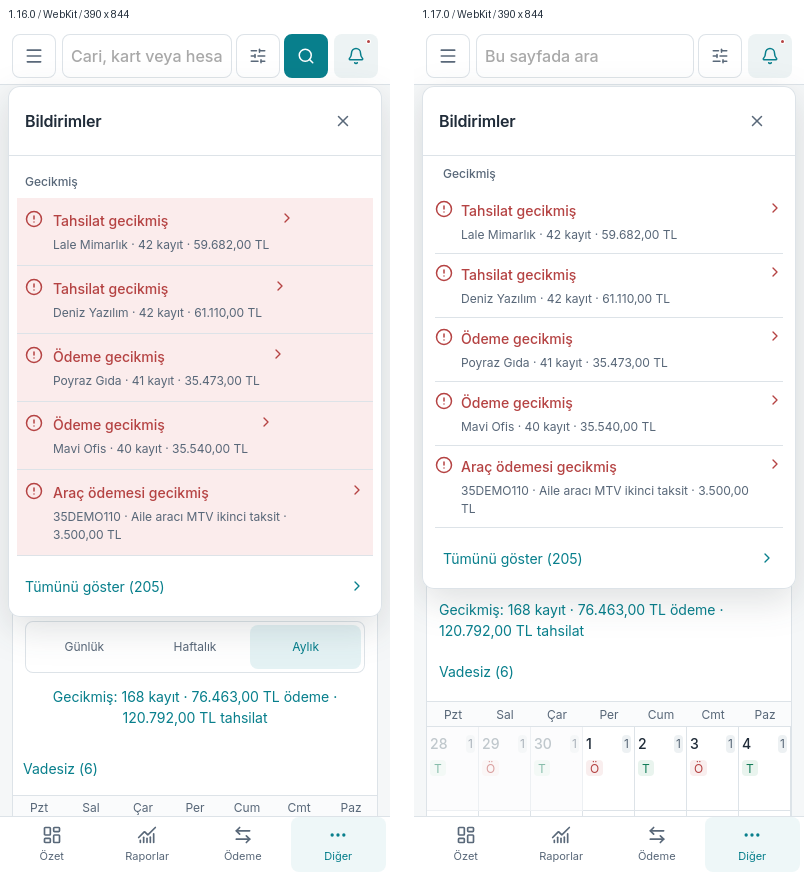 1.16.0 / WebKit / 390 x 844
Cari, kart veya hesa
Bildirimler
Gecikmiş
Tahsilat gecikmiş
Lale Mimarlık · 42 kayıt · 59.682,00 TL
Tahsilat gecikmiş
Deniz Yazılım · 42 kayıt · 61.110,00 TL
Ödeme gecikmiş
Poyraz Gıda · 41 kayıt · 35.473,00 TL
Ödeme gecikmiş
Mavi Ofis · 40 kayıt · 35.540,00 TL
Araç ödemesi gecikmiş
35DEMO110 · Aile aracı MTV ikinci taksit ·
3.500,00 TL
Tümünü göster (205)
Günlük Haftalık Aylık
Gecikmiş: 168 kayıt · 76.463,00 TL ödeme ·
120.792,00 TL tahsilat
Vadesiz (6)
Pzt Sal Çar Per Cum Cmt Paz
Özet Raporlar Ödeme Diğer
1.17.0 / WebKit / 390 x 844
Bu sayfada ara
Bildirimler
Gecikmiş
Tahsilat gecikmiş
Lale Mimarlık · 42 kayıt · 59.682,00 TL
Tahsilat gecikmiş
Deniz Yazılım · 42 kayıt · 61.110,00 TL
Ödeme gecikmiş
Poyraz Gıda · 41 kayıt · 35.473,00 TL
Ödeme gecikmiş
Mavi Ofis · 40 kayıt · 35.540,00 TL
Araç ödemesi gecikmiş
35DEMO110 · Aile aracı MTV ikinci taksit · 3.500,00
TL
Tümünü göster (205)
Gecikmiş: 168 kayıt · 76.463,00 TL ödeme ·
120.792,00 TL tahsilat
Vadesiz (6)
Pzt Sal Çar Per Cum Cmt Paz
28 1 29 1 30 1 1 1 2 1 3 1 4 1
T Ö T Ö T Ö T
Özet Raporlar Ödeme Diğer